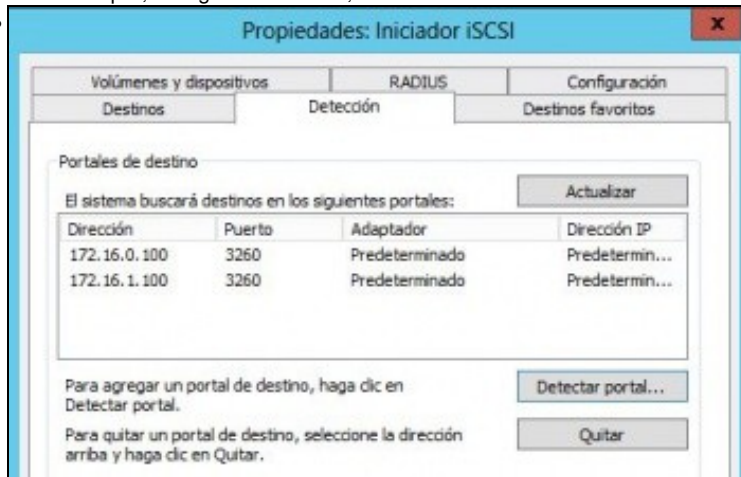 Propiedades: Iniciador iSCSI
x
Volúmenes y dispositivos RADIUS Configuración
Destinos Detección Destinos favoritos
Portales de destino
El sistema buscará destinos en los siguientes portales:
Actualizar
Dirección Puerto Adaptador Dirección IP
172.16.0.100 3260 Predeterminado Predetermin...
172.16.1.100 3260 Predeterminado Predetermin...
Para agregar un portal de destino, haga clic en
Detectar portal.
Detectar portal...
Para quitar un portal de destino, seleccione la dirección
arriba y haga clic en Quitar.
Quitar